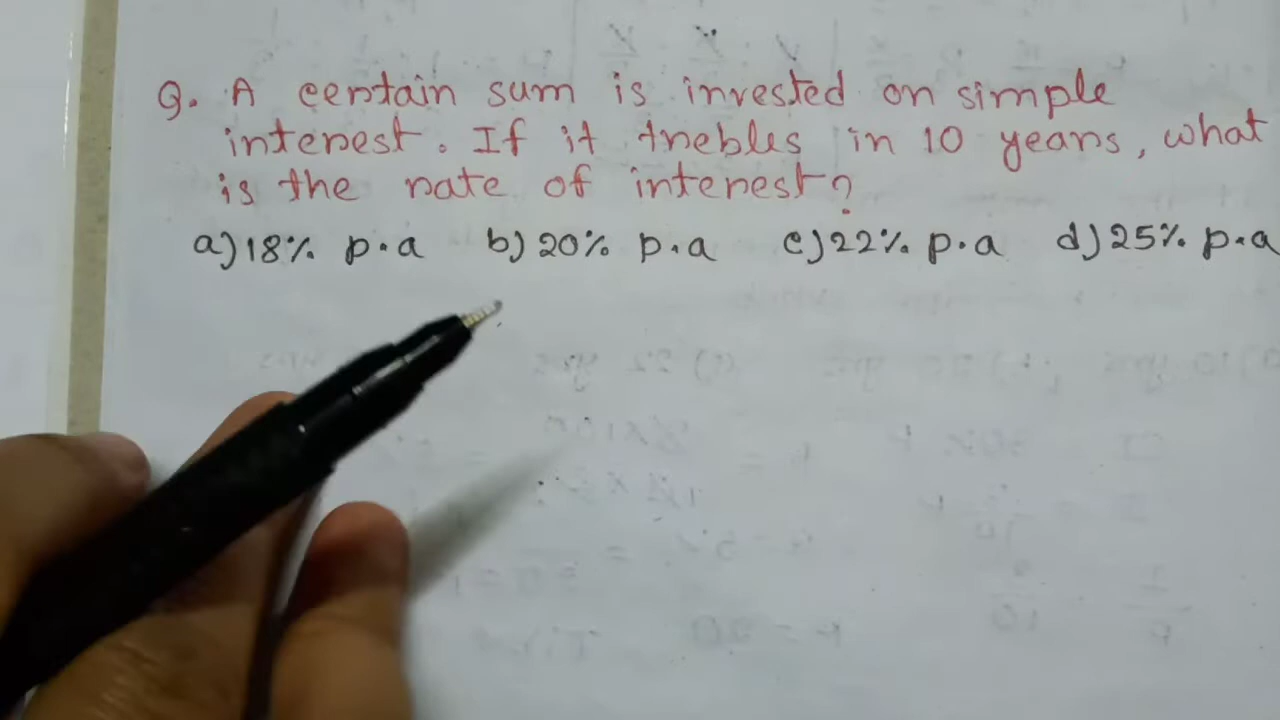 Q. A certain sum is invested on simple
interest. If it trebles in 10 years, what
is the rate of interest?
a) 18% p.a b) 20% p.a c) 22% p.a d) 25% p.a